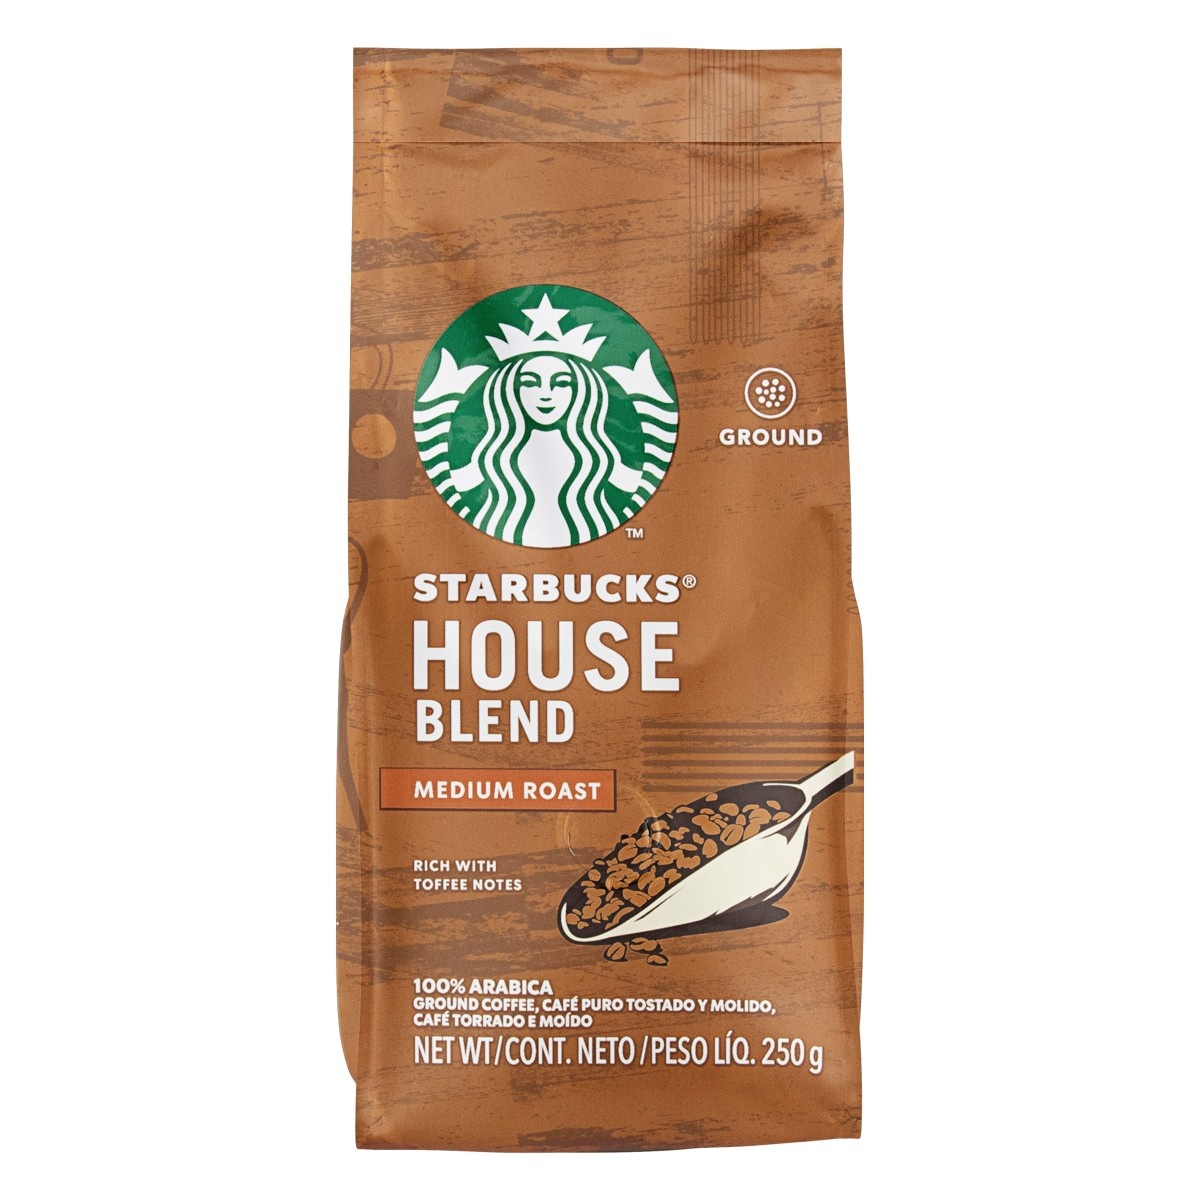 GROUND
TM
STARBUCKS®
HOUSE
BLEND
MEDIUM ROAST
RICH WITH
TOFFEE NOTES
100% ARABICA
GROUND COFFEE, CAFÉ PURO TOSTADO Y MOLIDO,
CAFÉ TORRADO E MOÍDO
NET WT/CONT. NETO/PESO LÍQ. 250 g